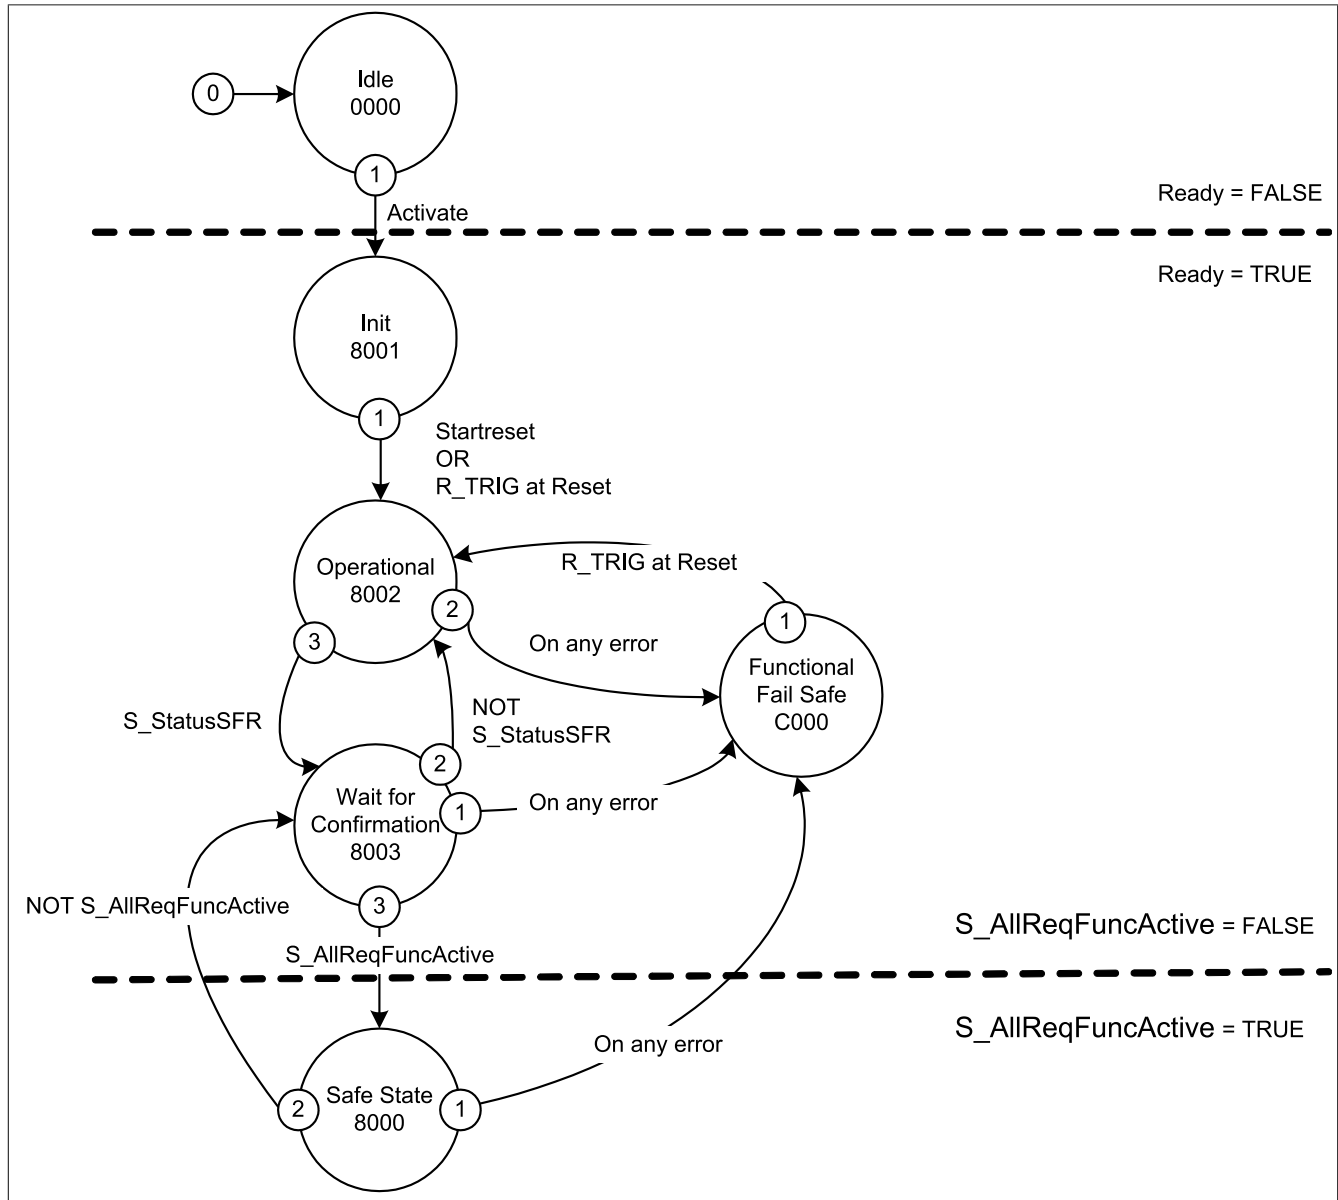 Idle
0000
0
1
Activate
Ready = FALSE
Ready = TRUE
Init
8001
1
Startreset
OR
R_TRIG at Reset
Operational
8002
2
3
R_TRIG at Reset
1
On any error
Functional
Fail Safe
C000
S_StatusSFR
NOT
S_StatusSFR
2
Wait for
Confirmation
8003
1
On any error
3
NOT S_AllReqFuncActive
S_AllReqFuncActive
S_AllReqFuncActive = FALSE
S_AllReqFuncActive = TRUE
On any error
Safe State
8000
2
1